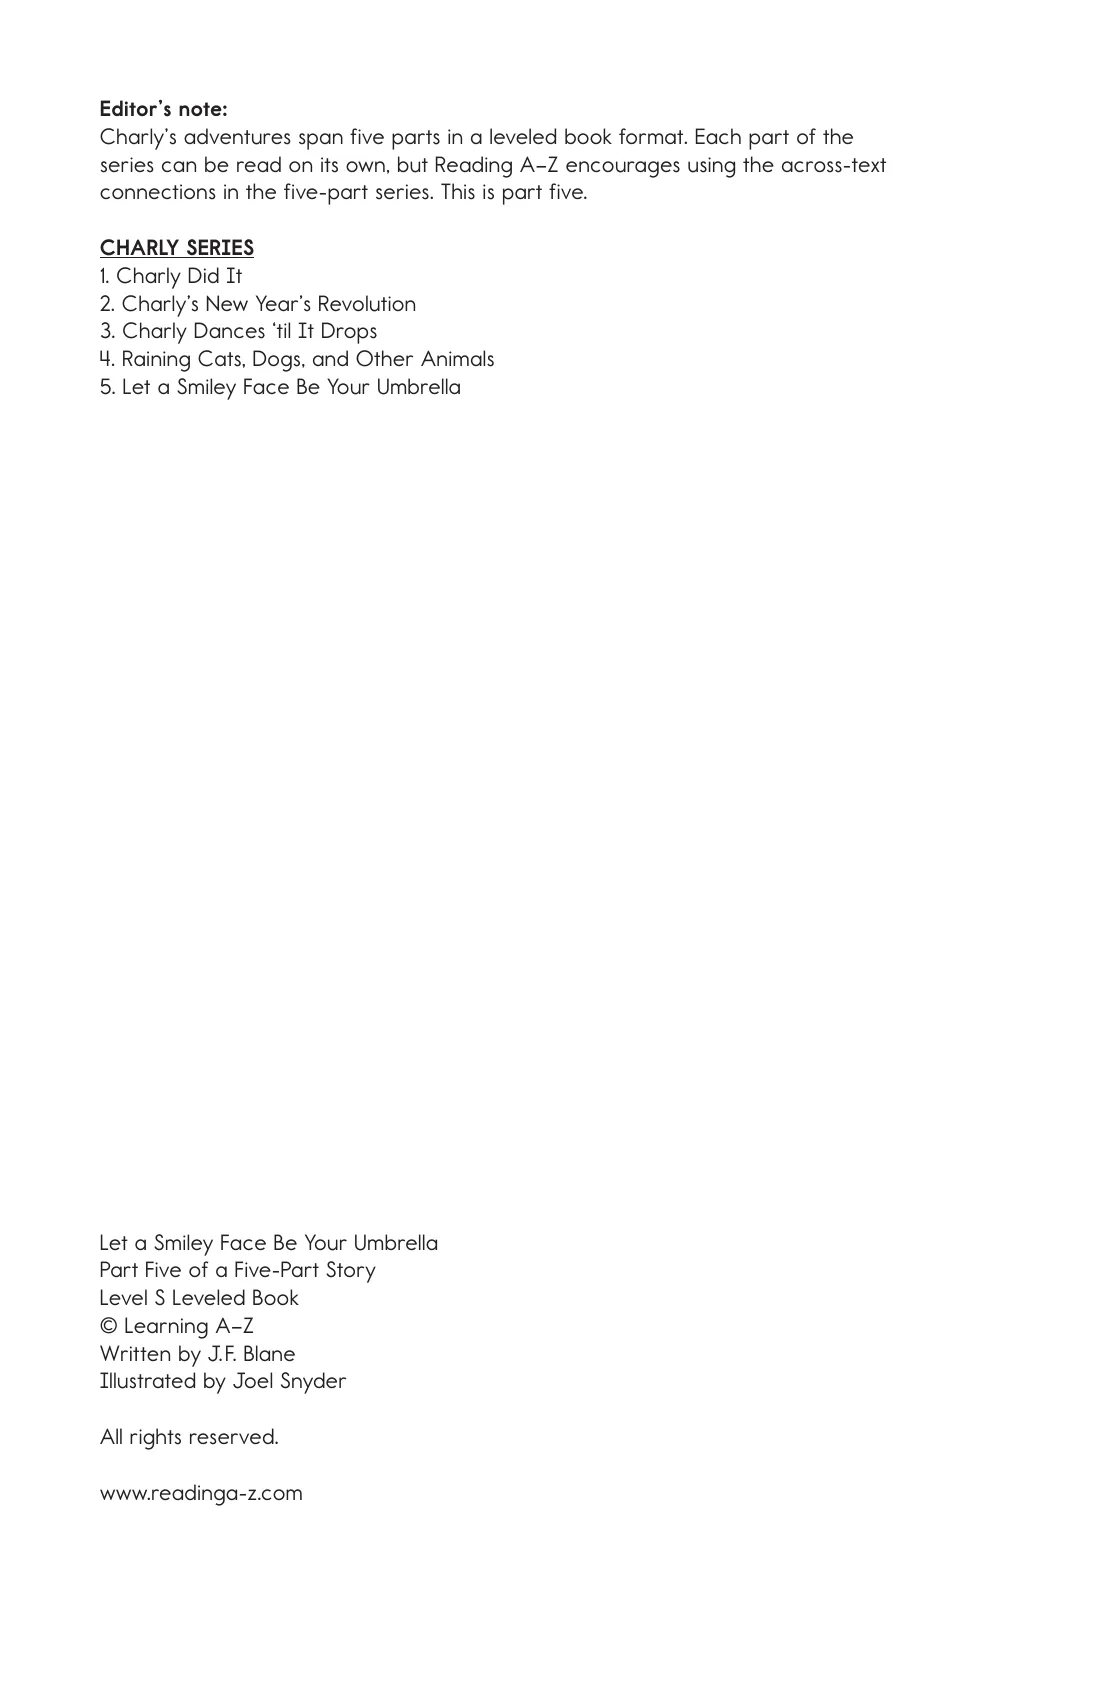 Editor’s note:
Charly’s adventures span five parts in a leveled book format. Each part of the
series can be read on its own, but Reading A–Z encourages using the across-text
connections in the five-part series. This is part five.
CHARLY SERIES
1. Charly Did It
2. Charly’s New Year’s Revolution
3. Charly Dances ‘til It Drops
4. Raining Cats, Dogs, and Other Animals
5. Let a Smiley Face Be Your Umbrella
Let a Smiley Face Be Your Umbrella
Part Five of a Five-Part Story
Level S Leveled Book
© Learning A–Z
Written by J.F. Blane
Illustrated by Joel Snyder
All rights reserved.
www.readinga-z.com